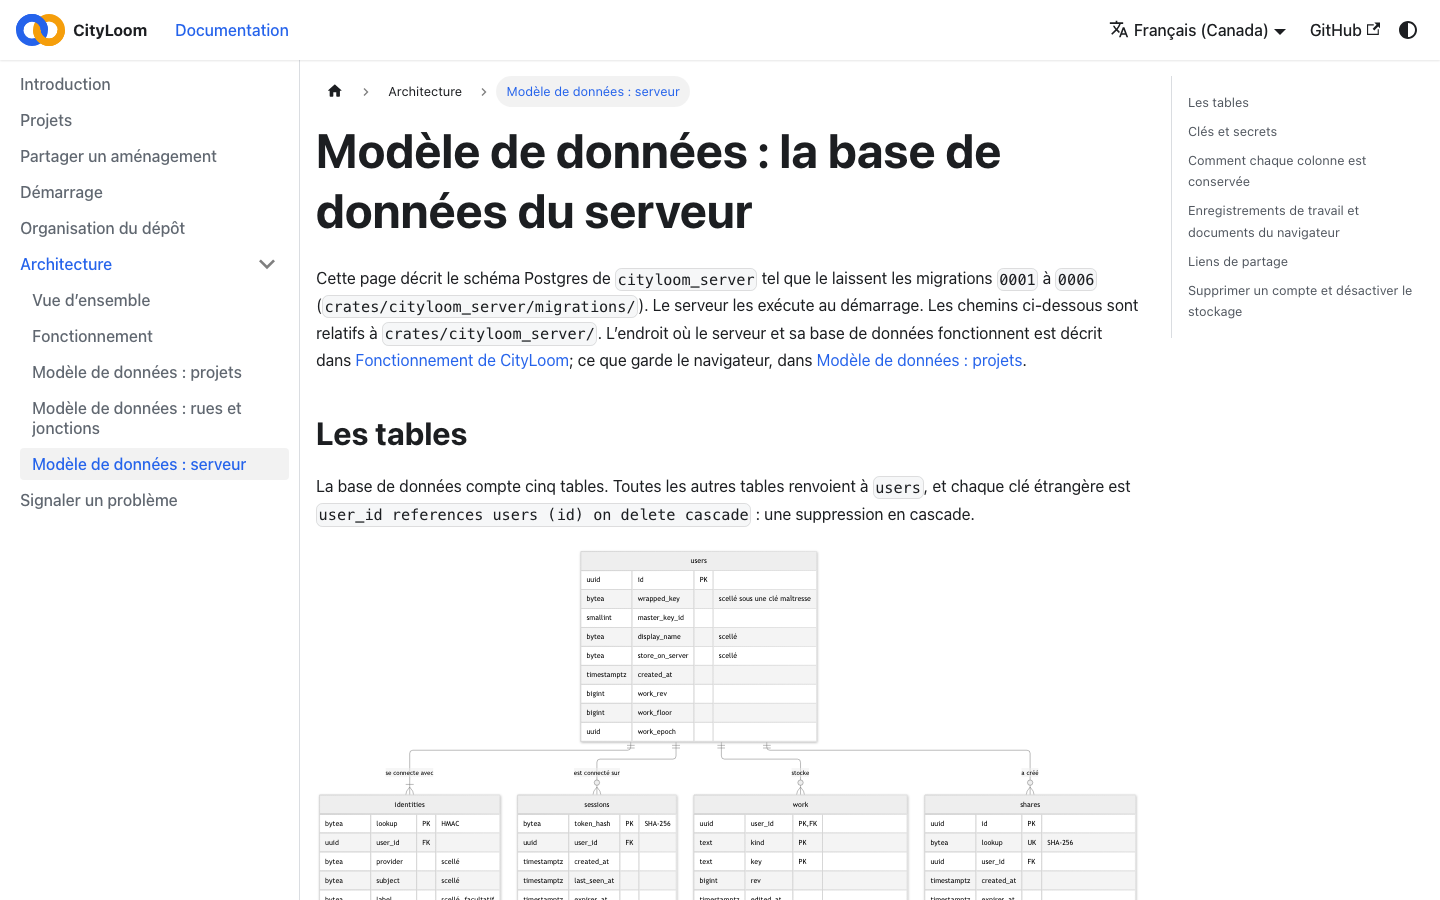 CityLoom
Documentation
Français (Canada)
GitHub
Introduction
Projets
Partager un aménagement
Démarrage
Organisation du dépôt
Architecture
Vue d’ensemble
Fonctionnement
Modèle de données : projets
Modèle de données : rues et
jonctions
Modèle de données : serveur
Signaler un problème
Architecture
Modèle de données : serveur
Modèle de données : la base de
données du serveur
Cette page décrit le schéma Postgres de cityloom_server tel que le laissent les migrations 0001 à 0006
(crates/cityloom_server/migrations/). Le serveur les exécute au démarrage. Les chemins ci-dessous sont
relatifs à crates/cityloom_server/. L’endroit où le serveur et sa base de données fonctionnent est décrit
dans Fonctionnement de CityLoom; ce que garde le navigateur, dans Modèle de données : projets.
Les tables
La base de données compte cinq tables. Toutes les autres tables renvoient à users, et chaque clé étrangère est
user_id references users (id) on delete cascade : une suppression en cascade.
users
uuid id PK
bytea wrapped_key scellé sous une clé maîtresse
smallint master_key_id
bytea display_name scellé
bytea store_on_server scellé
timestamptz created_at
bigint work_rev
bigint work_floor
uuid work_epoch
se connecte avec
est connecté sur
stocke
a créé
identities
bytea lookup PK HMAC
uuid user_id FK
bytea provider scellé
bytea subject scellé
bytea label scellé, facultatif
sessions
bytea token_hash PK SHA-256
uuid user_id FK
timestamptz created_at
timestamptz last_seen_at
timestamptz expires_at
work
uuid user_id PK,FK
text kind PK
text key PK
bigint rev
timestamptz edited_at
shares
uuid id PK
bytea lookup UK SHA-256
uuid user_id FK
timestamptz created_at
timestamptz expires_at
Les tables
Clés et secrets
Comment chaque colonne est
conservée
Enregistrements de travail et
documents du navigateur
Liens de partage
Supprimer un compte et désactiver le
stockage